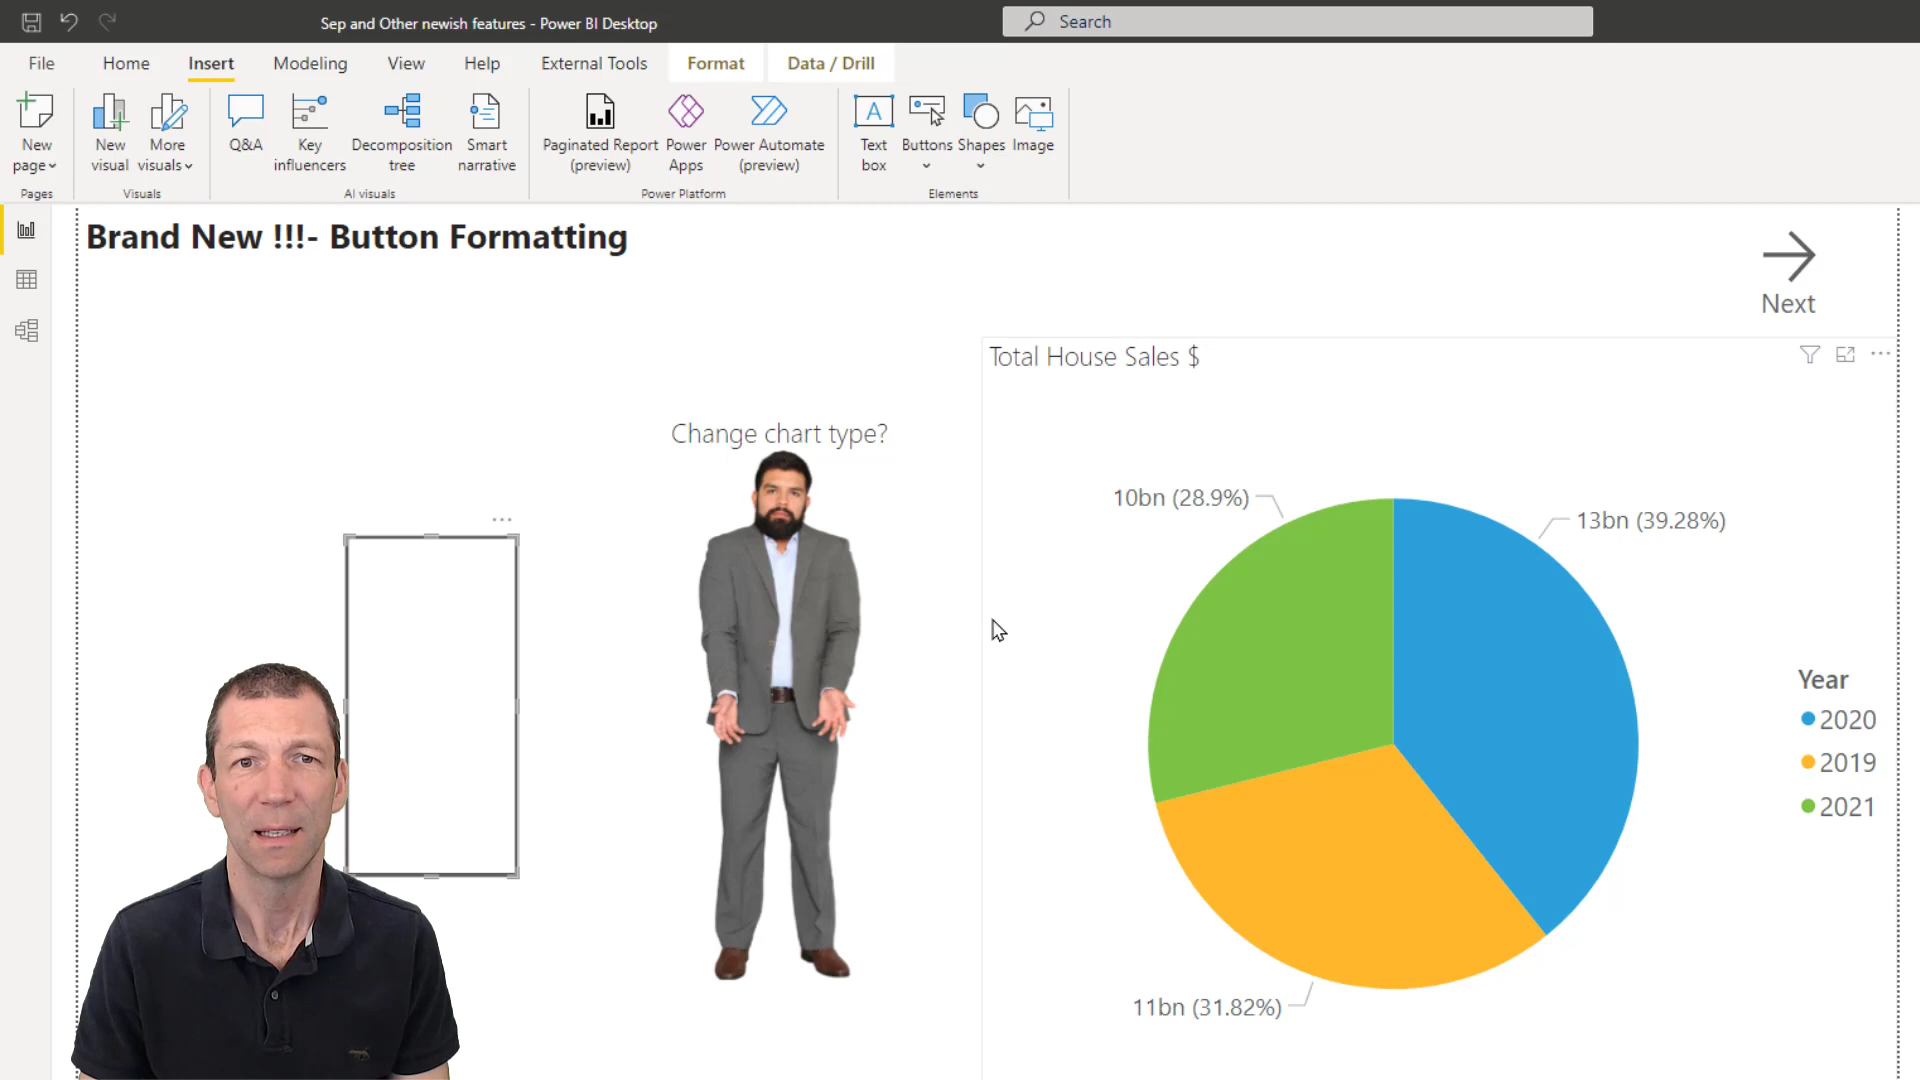 Sep and Other newish features - Power BI Desktop
Search
File
Home
Insert
Modeling
View
Help
External Tools
Format
Data / Drill
New page
New visual
More visuals
Q&A
Key influencers
Decomposition tree
Smart narrative
Paginated Report (preview)
Power Apps
Power Automate (preview)
Text box
Buttons
Shapes
Image
Pages
Visuals
AI visuals
Power Platform
Elements
Brand New !!!- Button Formatting
Next
Total House Sales $
Change chart type?
10bn (28.9%)
13bn (39.28%)
11bn (31.82%)
Year
2020
2019
2021